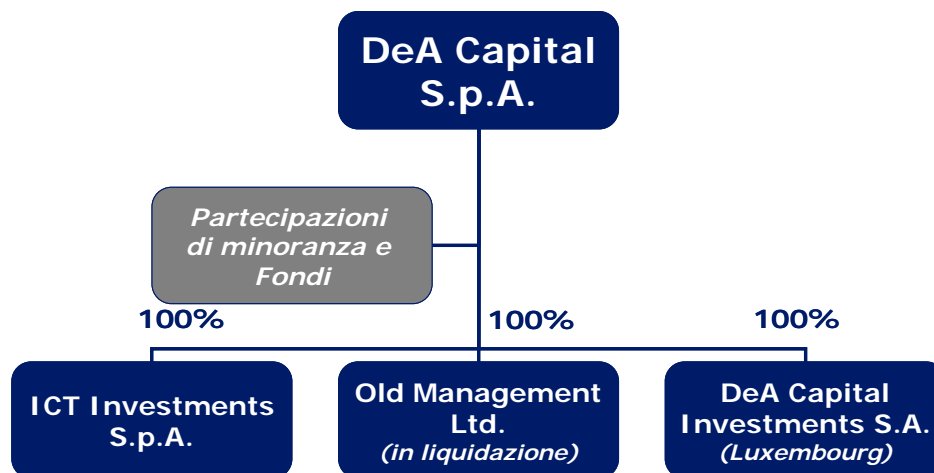 DeA Capital
S.p.A.
Partecipazioni
di minoranza e
Fondi
100%
100%
100%
ICT Investments
S.p.A.
Old Management
Ltd.
(in liquidazione)
DeA Capital
Investments S.A.
(Luxembourg)